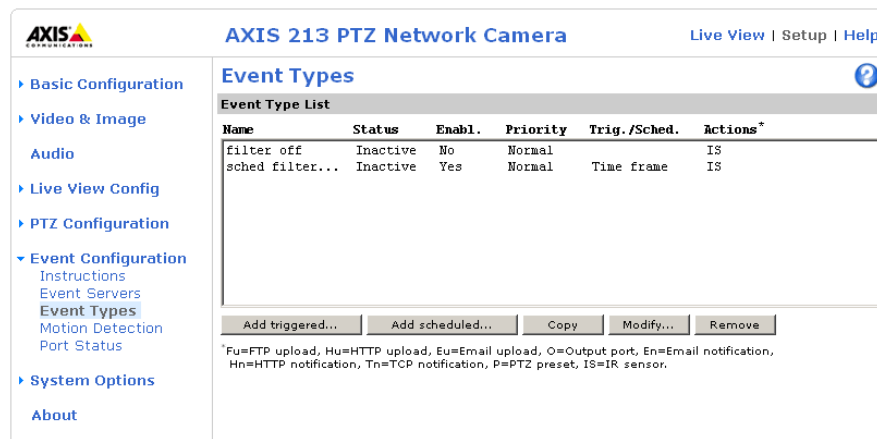 AXIS
COMMUNICATIONS
AXIS 213 PTZ Network Camera
Live View | Setup | Help
Basic Configuration
Video & Image
Audio
Live View Config
PTZ Configuration
Event Configuration
Instructions
Event Servers
Event Types
Motion Detection
Port Status
System Options
About
Event Types
?
Event Type List
Name Status Enabl. Priority Trig./Sched. Actions*
filter off Inactive No Normal IS
sched filter... Inactive Yes Normal Time frame IS
Add triggered... Add scheduled... Copy Modify... Remove
*Fu=FTP upload, Hu=HTTP upload, Eu=Email upload, O=Output port, En=Email notification,
Hn=HTTP notification, Tn=TCP notification, P=PTZ preset, IS=IR sensor.